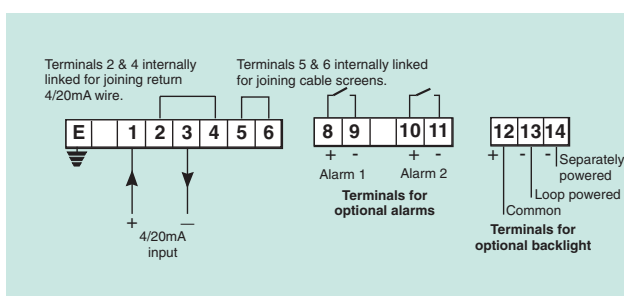 Terminals 2 & 4 internally
linked for joining return
4/20mA wire.
Terminals 5 & 6 internally linked
for joining cable screens.
E 1 2 3 4 5 6
8 9 10 11
12 13 14
+ - + -
Alarm 1 Alarm 2
Terminals for
optional alarms
+ - -
Separately
powered
Loop powered
Common
Terminals for
optional backlight
+ —
4/20mA
input